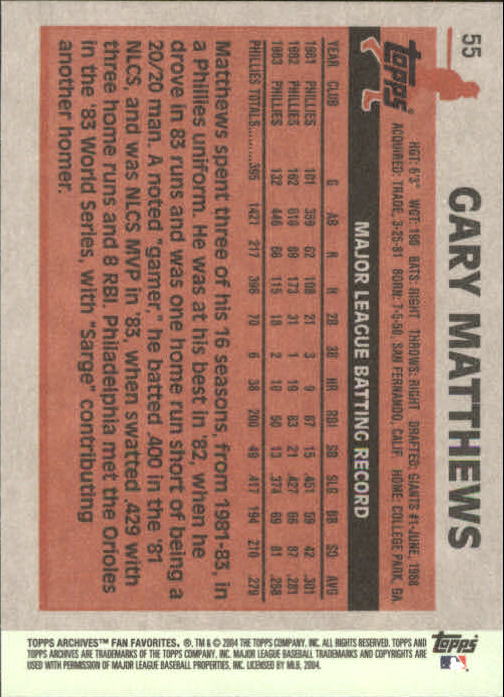 55
GARY MATTHEWS
topps
HGT: 6'3" WGT: 190 BATS: RIGHT THROWS: RIGHT DRAFTED: GIANTS #1-JUNE, 1968
ACQUIRED: TRADE, 3-25-81 BORN: 7-5-50, SAN FERNANDO, CALIF. HOME: COLLEGE PARK, GA.
MAJOR LEAGUE BATTING RECORD
YEAR CLUB G AB R H 2B 3B HR RBI SB SLG BB SO AVG
1981 PHILLIES 101 359 62 108 21 3 9 67 15 .451 59 42 .301
1982 PHILLIES 162 616 89 173 31 1 19 83 21 .427 66 87 .281
1983 PHILLIES 132 446 66 115 18 2 10 50 13 .374 69 81 .258
PHILLIES TOTALS........395 1421 217 396 70 6 38 200 49 .417 194 210 .279
Matthews spent three of his 16 seasons, from 1981-83, in
a Phillies uniform. He was at his best in '82, when he
drove in 83 runs and was one home run short of being a
20/20 man. A noted "gamer," he batted .400 in the '81
NLCS, and was NLCS MVP in '83, when swatted .429 with
three home runs and 8 RBI. Philadelphia met the Orioles
in the '83 World Series, with "Sarge" contributing
another homer.
TOPPS ARCHIVES™ FAN FAVORITES. ®, TM & © 2004 THE TOPPS COMPANY, INC. ALL RIGHTS RESERVED. TOPPS AND
TOPPS ARCHIVES ARE TRADEMARKS OF THE TOPPS COMPANY, INC. MAJOR LEAGUE BASEBALL TRADEMARKS AND COPYRIGHTS ARE
USED WITH PERMISSION OF MAJOR LEAGUE BASEBALL PROPERTIES, INC. LICENSED BY MLB, 2004.
topps